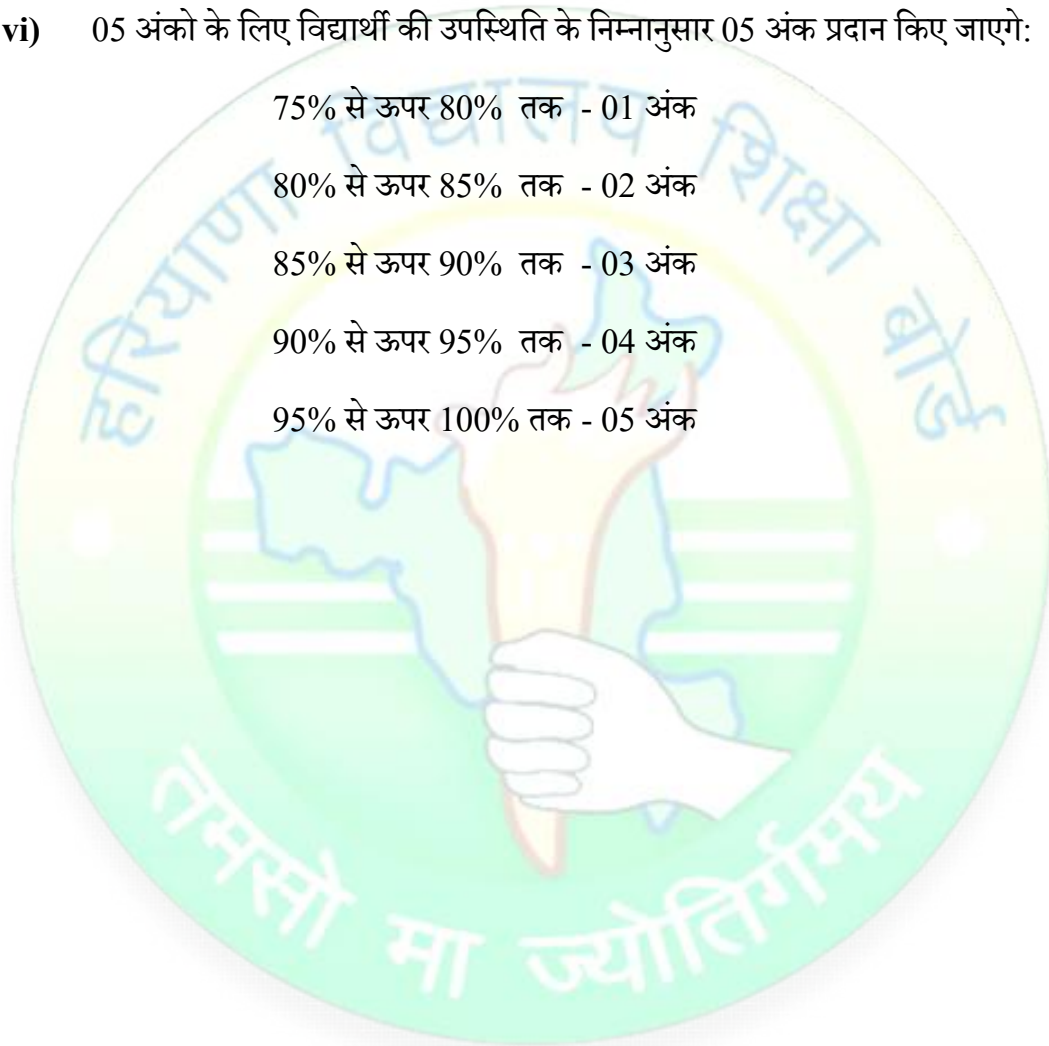 vi) 05 अंको के लिए विद्यार्थी की उपस्थिति के निम्नानुसार 05 अंक प्रदान किए जाएगे:
75% से ऊपर 80% तक - 01 अंक
80% से ऊपर 85% तक - 02 अंक
85% से ऊपर 90% तक - 03 अंक
90% से ऊपर 95% तक - 04 अंक
95% से ऊपर 100% तक - 05 अंक
हरियाणा विद्यालय शिक्षा बोर्ड
तमसो मा ज्योतिर्गमय